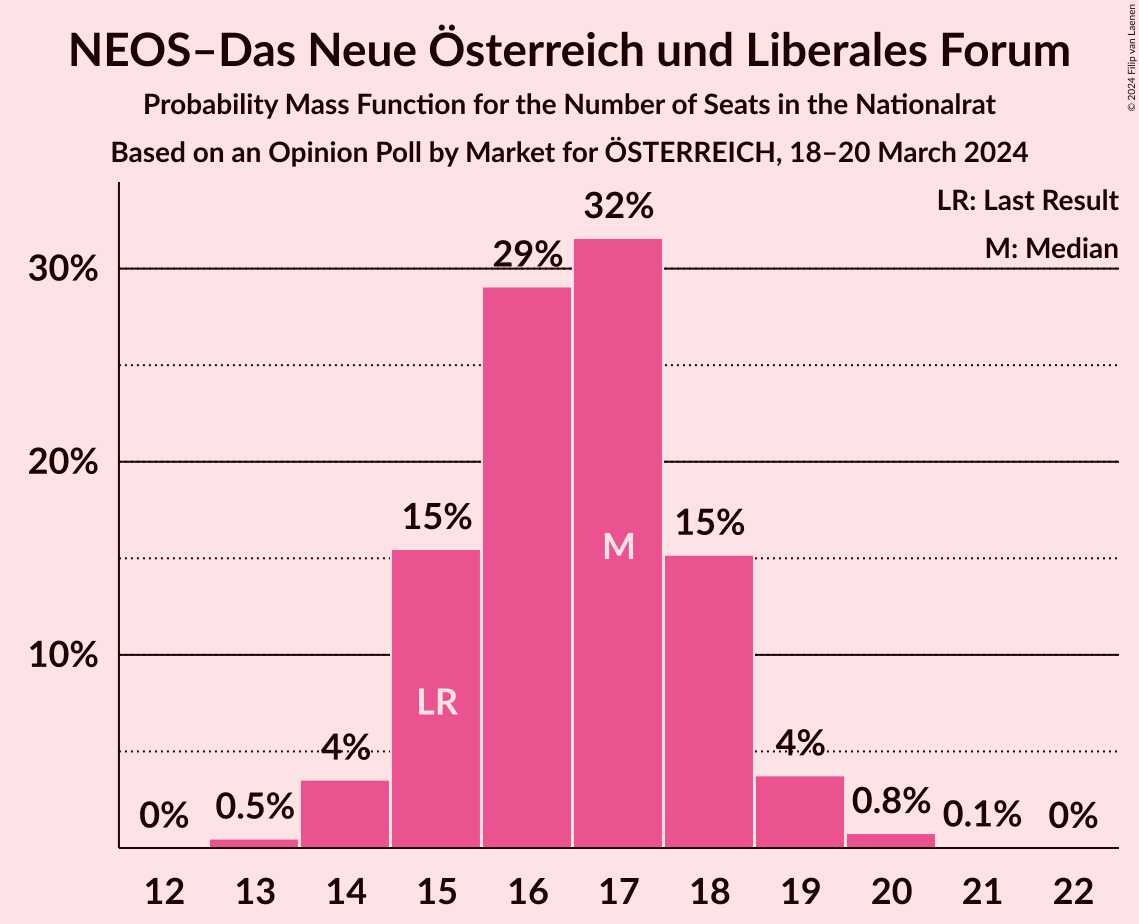 NEOS–Das Neue Österreich und Liberales Forum
Probability Mass Function for the Number of Seats in the Nationalrat
Based on an Opinion Poll by Market for ÖSTERREICH, 18–20 March 2024
© 2024 Filip van Laenen
LR: Last Result
M: Median
30%
20%
10%
0%
0.5%
4%
15%
29%
32%
15%
4%
0.8%
0.1%
0%
LR
M
12 13 14 15 16 17 18 19 20 21 22